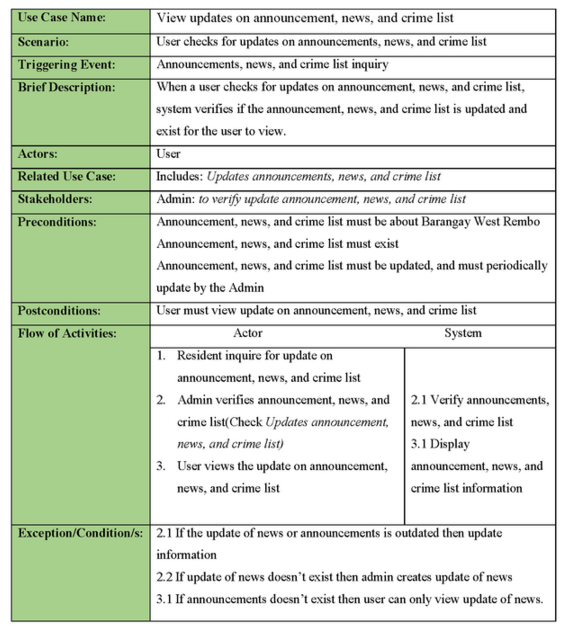 Use Case Name: View updates on announcement, news, and crime list
Scenario: User checks for updates on announcements, news, and crime list
Triggering Event: Announcements, news, and crime list inquiry
Brief Description: When a user checks for updates on announcement, news, and crime list,
system verifies if the announcement, news, and crime list is updated and
exist for the user to view.
Actors: User
Related Use Case: Includes: Updates announcements, news, and crime list
Stakeholders: Admin: to verify update announcement, news, and crime list
Preconditions: Announcement, news, and crime list must be about Barangay West Rembo
Announcement, news, and crime list must exist
Announcement, news, and crime list must be updated, and must periodically
update by the Admin
Postconditions: User must view update on announcement, news, and crime list
Flow of Activities: Actor System
1. Resident inquire for update on
announcement, news, and crime list
2. Admin verifies announcement, news, and
crime list(Check Updates announcement,
news, and crime list)
3. User views the update on announcement,
news, and crime list
2.1 Verify announcements,
news, and crime list
3.1 Display
announcement, news, and
crime list information
Exception/Condition/s: 2.1 If the update of news or announcements is outdated then update
information
2.2 If update of news doesn't exist then admin creates update of news
3.1 If announcements doesn't exist then user can only view update of news.